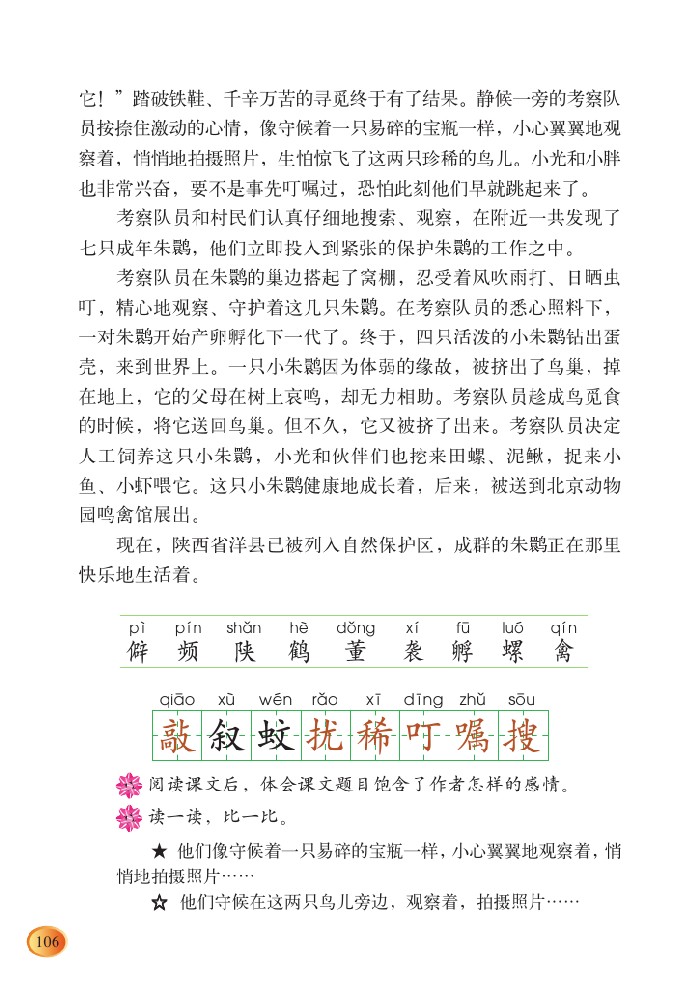 它！”踏破铁鞋、千辛万苦的寻觅终于有了结果。静候一旁的考察队
员按捺住激动的心情，像守候着一只易碎的宝瓶一样，小心翼翼地观
察着，悄悄地拍摄照片，生怕惊飞了这两只珍稀的鸟儿。小光和小胖
也非常兴奋，要不是事先叮嘱过，恐怕此刻他们早就跳起来了。
考察队员和村民们认真仔细地搜索、观察，在附近一共发现了
七只成年朱鹮，他们立即投入到紧张的保护朱鹮的工作之中。
考察队员在朱鹮的巢边搭起了窝棚，忍受着风吹雨打、日晒虫
叮，精心地观察、守护着这几只朱鹮。在考察队员的悉心照料下，
一对朱鹮开始产卵孵化下一代了。终于，四只活泼的小朱鹮钻出蛋
壳，来到世界上。一只小朱鹮因为体弱的缘故，被挤出了鸟巢，掉
在地上，它的父母在树上哀鸣，却无力相助。考察队员趁成鸟觅食
的时候，将它送回鸟巢。但不久，它又被挤了出来。考察队员决定
人工饲养这只小朱鹮，小光和伙伴们也挖来田螺、泥鳅，捉来小
鱼、小虾喂它。这只小朱鹮健康地成长着，后来，被送到北京动物
园鸣禽馆展出。
现在，陕西省洋县已被列入自然保护区，成群的朱鹮正在那里
快乐地生活着。
pì pín shǎn hè dǒng xí fū luó qín
僻 频 陕 鹤 董 袭 孵 螺 禽
qiāo xù wén rǎo xī dīng zhǔ sōu
敲 叙 蚊 扰 稀 叮 嘱 搜
阅读课文后，体会课文题目饱含了作者怎样的感情。
读一读，比一比。
★ 他们像守候着一只易碎的宝瓶一样，小心翼翼地观察着，悄
悄地拍摄照片……
☆ 他们守候在这两只鸟儿旁边，观察着，拍摄照片……
106